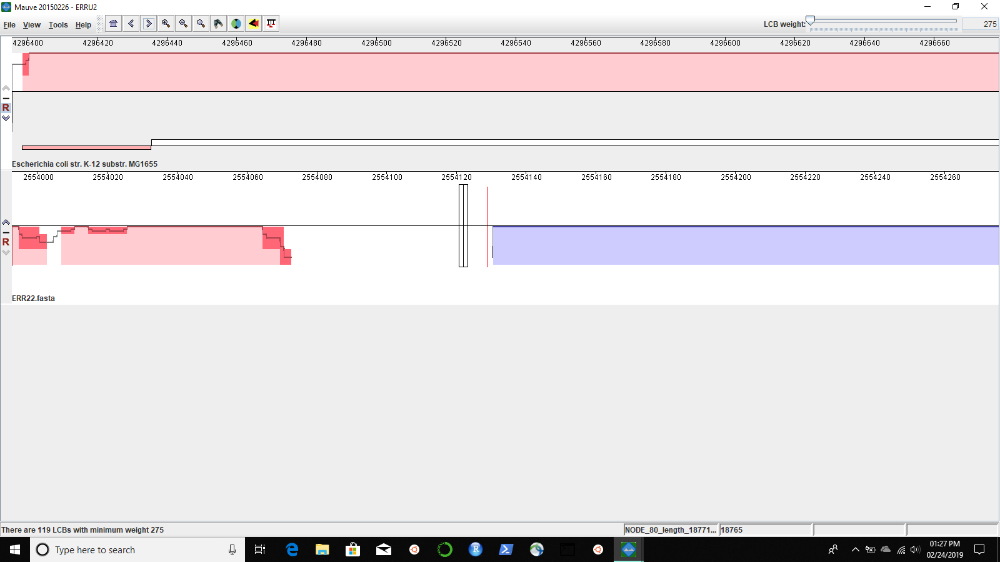 Mauve 20150226 - ERRU2
File View Tools Help
LCB weight: 275
4296400 4296420 4296440 4296460 4296480 4296500 4296520 4296540 4296560 4296580 4296600 4296620 4296640 4296660
R
Escherichia coli str. K-12 substr. MG1655
2554000 2554020 2554040 2554060 2554080 2554100 2554120 2554140 2554160 2554180 2554200 2554220 2554240 2554260
R
ERR22.fasta
There are 119 LCBs with minimum weight 275
NODE_80_length_18771... 18765
Type here to search
01:27 PM
02/24/2019